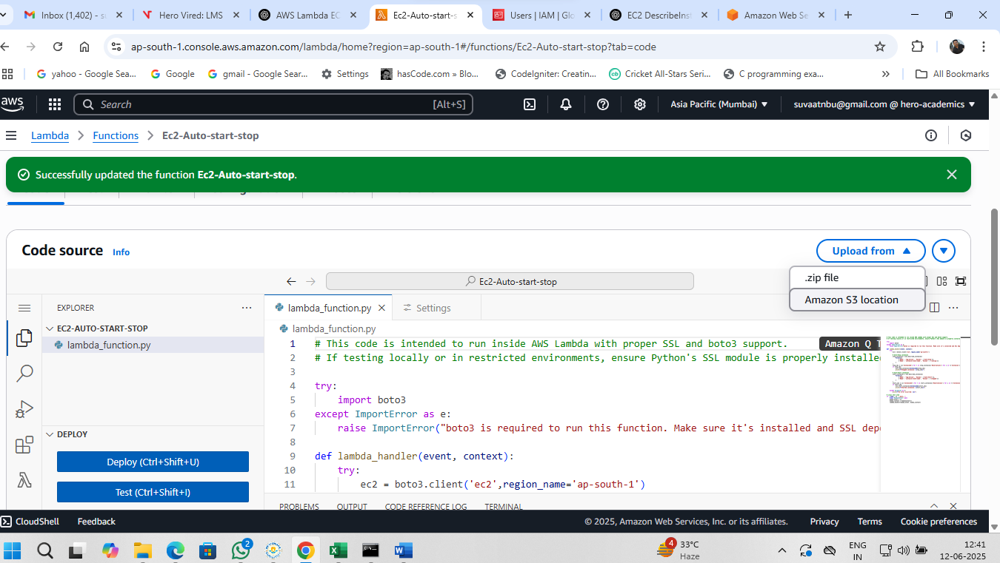 Inbox (1,402) - s
Hero Vired: LMS
AWS Lambda EC
Ec2-Auto-start-s
Users | IAM | Glo
EC2 DescribeInst
Amazon Web Se
ap-south-1.console.aws.amazon.com/lambda/home?region=ap-south-1#/functions/Ec2-Auto-start-stop?tab=code
yahoo - Google Sea...
Google
gmail - Google Sear...
Settings
hasCode.com » Blo...
CodeIgniter: Creatin...
Cricket All-Stars Seri...
C programming exa...
All Bookmarks
aws
Search
[Alt+S]
Asia Pacific (Mumbai)
suvaatnbu@gmail.com @ hero-academics
Lambda
Functions
Ec2-Auto-start-stop
Successfully updated the function Ec2-Auto-start-stop.
Code source
Info
Upload from
.zip file
Amazon S3 location
Ec2-Auto-start-stop
EXPLORER
EC2-AUTO-START-STOP
lambda_function.py
DEPLOY
Deploy (Ctrl+Shift+U)
Test (Ctrl+Shift+I)
lambda_function.py
Settings
lambda_function.py
1 # This code is intended to run inside AWS Lambda with proper SSL and boto3 support.
Amazon Q T
2 # If testing locally or in restricted environments, ensure Python's SSL module is properly installe
3
4 try:
5 import boto3
6 except ImportError as e:
7 raise ImportError("boto3 is required to run this function. Make sure it's installed and SSL dep
8
9 def lambda_handler(event, context):
10 try:
11 ec2 = boto3.client('ec2',region_name='ap-south-1')
PROBLEMS
OUTPUT
CODE REFERENCE LOG
TERMINAL
CloudShell
Feedback
© 2025, Amazon Web Services, Inc. or its affiliates.
Privacy
Terms
Cookie preferences
2
4
33°C
Haze
ENG
IN
12:41
12-06-2025